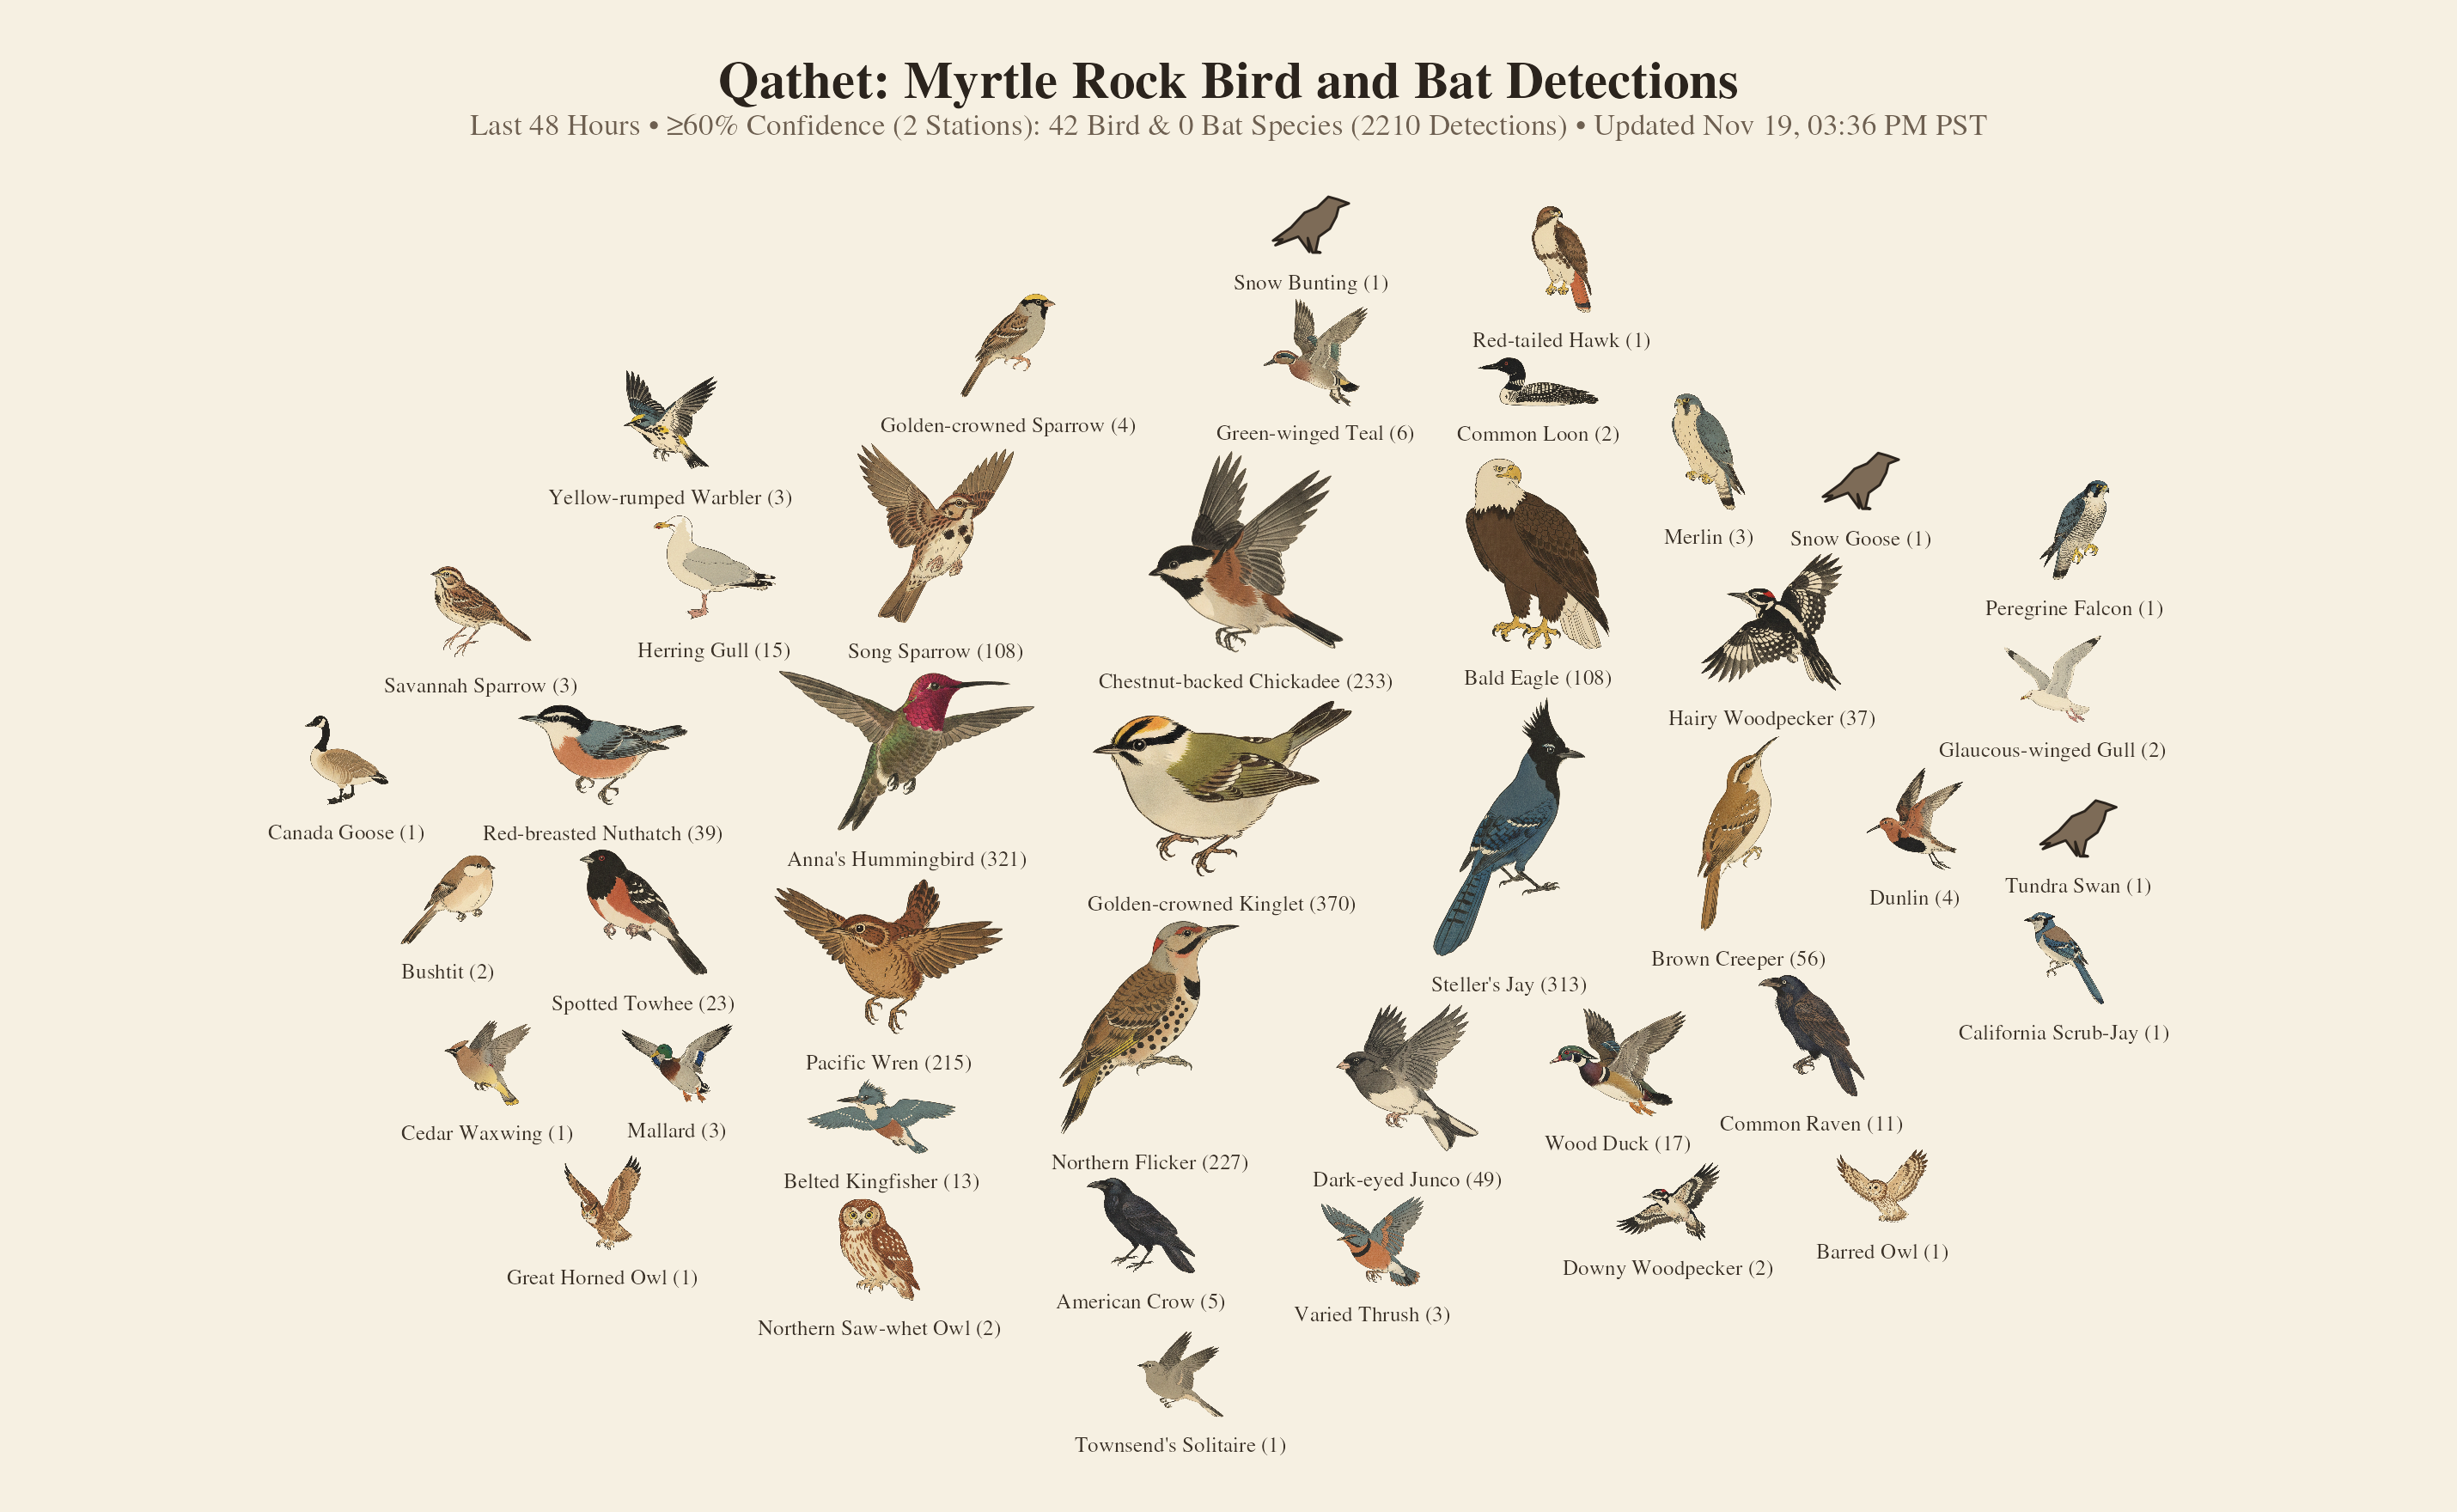 Qathet: Myrtle Rock Bird and Bat Detections
Last 48 Hours • ≥60% Confidence (2 Stations): 42 Bird & 0 Bat Species (2210 Detections) • Updated Nov 19, 03:36 PM PST
Snow Bunting (1)
Red-tailed Hawk (1)
Golden-crowned Sparrow (4)
Green-winged Teal (6)
Common Loon (2)
Yellow-rumped Warbler (3)
Merlin (3)
Snow Goose (1)
Peregrine Falcon (1)
Herring Gull (15)
Song Sparrow (108)
Chestnut-backed Chickadee (233)
Bald Eagle (108)
Savannah Sparrow (3)
Hairy Woodpecker (37)
Glaucous-winged Gull (2)
Canada Goose (1)
Red-breasted Nuthatch (39)
Anna's Hummingbird (321)
Golden-crowned Kinglet (370)
Tundra Swan (1)
Dunlin (4)
Brown Creeper (56)
Bushtit (2)
Steller's Jay (313)
Spotted Towhee (23)
California Scrub-Jay (1)
Pacific Wren (215)
Cedar Waxwing (1)
Mallard (3)
Common Raven (11)
Wood Duck (17)
Northern Flicker (227)
Belted Kingfisher (13)
Dark-eyed Junco (49)
Barred Owl (1)
Downy Woodpecker (2)
Great Horned Owl (1)
American Crow (5)
Varied Thrush (3)
Northern Saw-whet Owl (2)
Townsend's Solitaire (1)